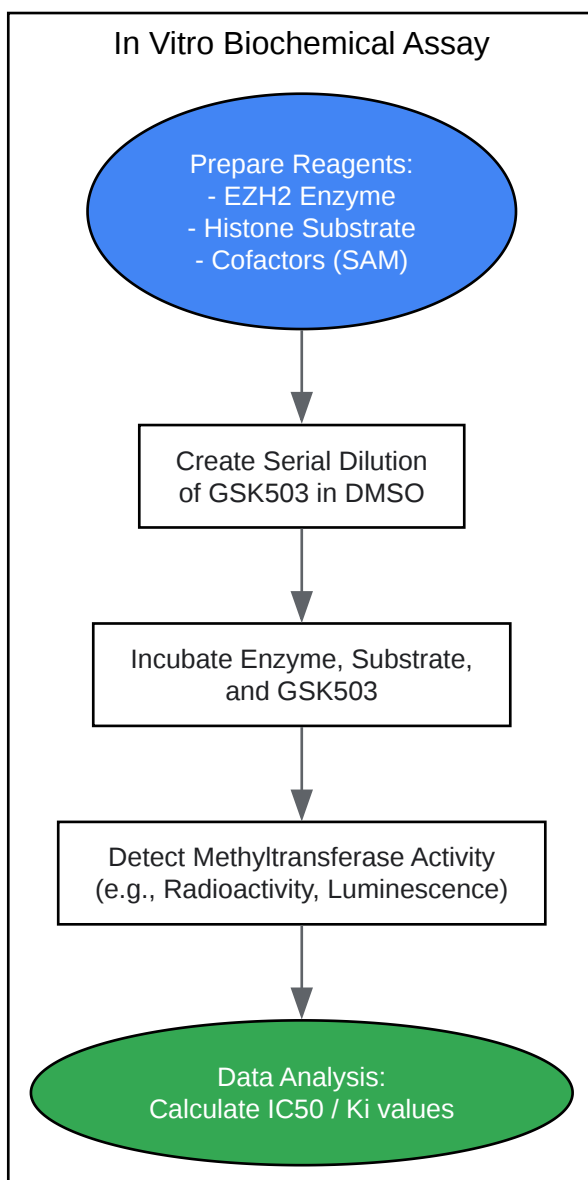 In Vitro Biochemical Assay
Prepare Reagents:
- EZH2 Enzyme
- Histone Substrate
- Cofactors (SAM)
Create Serial Dilution
of GSK503 in DMSO
Incubate Enzyme, Substrate,
and GSK503
Detect Methyltransferase Activity
(e.g., Radioactivity, Luminescence)
Data Analysis:
Calculate IC50 / Ki values